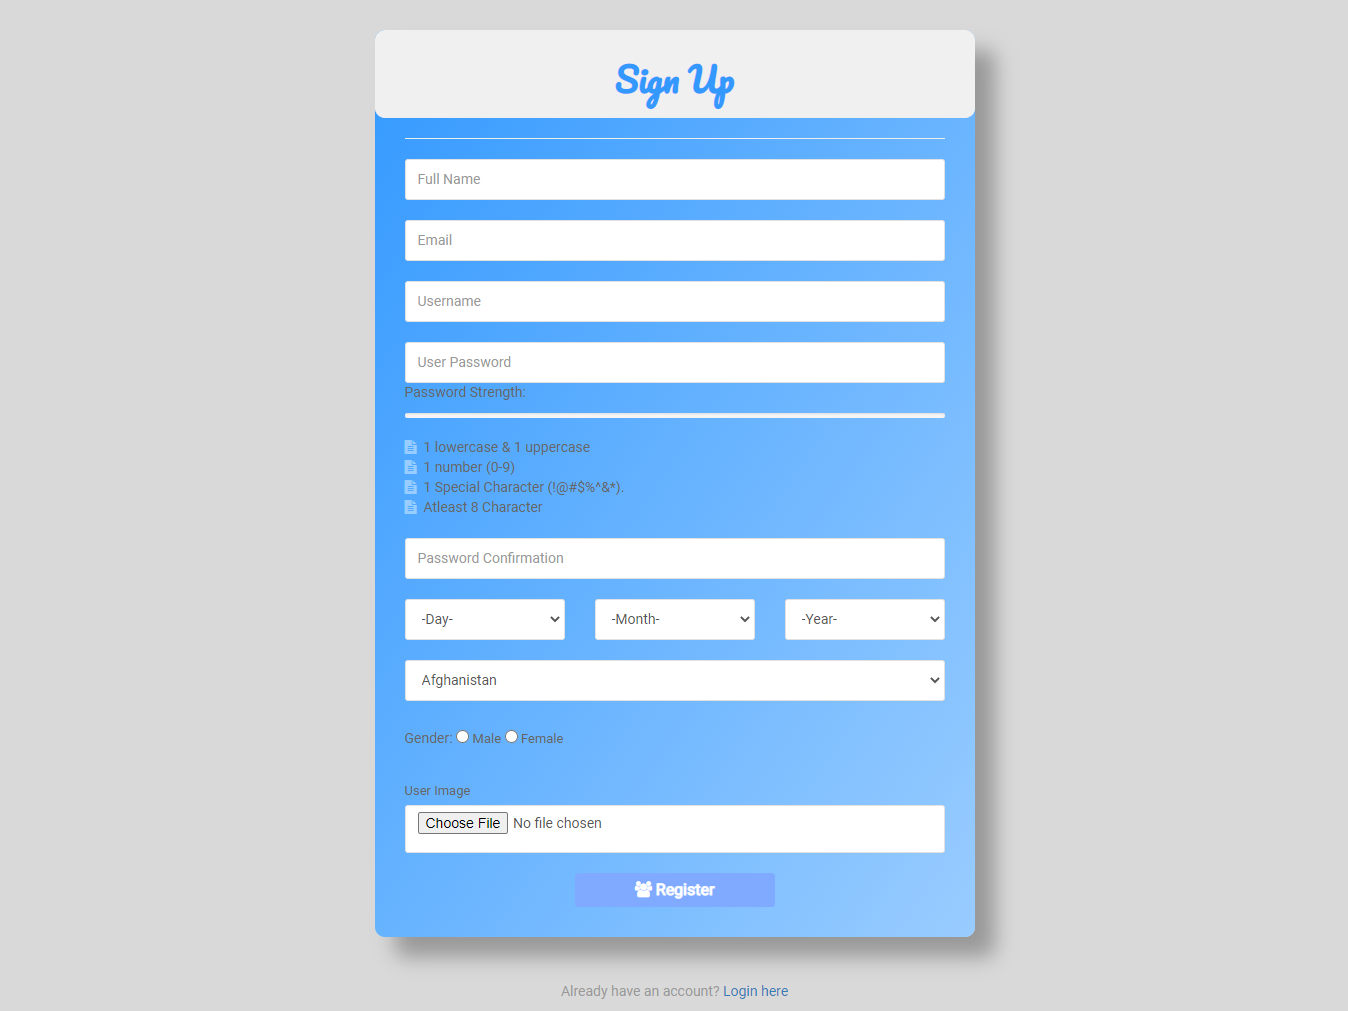 Sign Up
Full Name
Email
Username
User Password
Password Strength:
1 lowercase & 1 uppercase
1 number (0-9)
1 Special Character (!@#$%^&*).
Atleast 8 Character
Password Confirmation
-Day- -Month- -Year-
Afghanistan
Gender: Male Female
User Image
Choose File No file chosen
Register
Already have an account? Login here